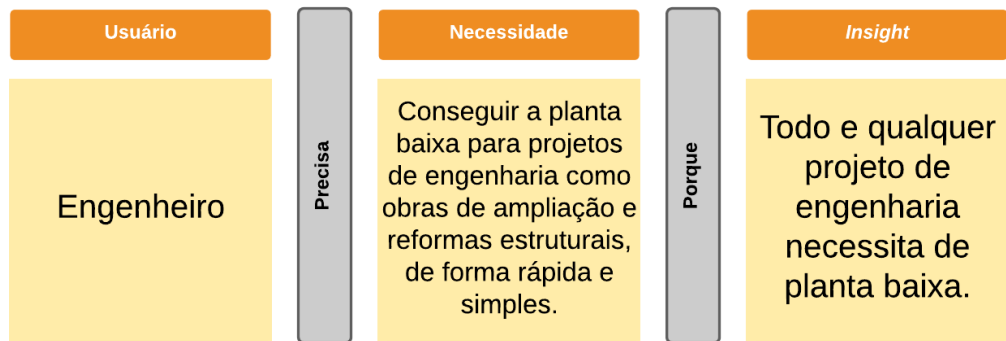 Usuário
Engenheiro
Precisa
Necessidade
Conseguir a planta
baixa para projetos
de engenharia como
obras de ampliação e
reformas estruturais,
de forma rápida e
simples.
Porque
Insight
Todo e qualquer
projeto de
engenharia
necessita de
planta baixa.